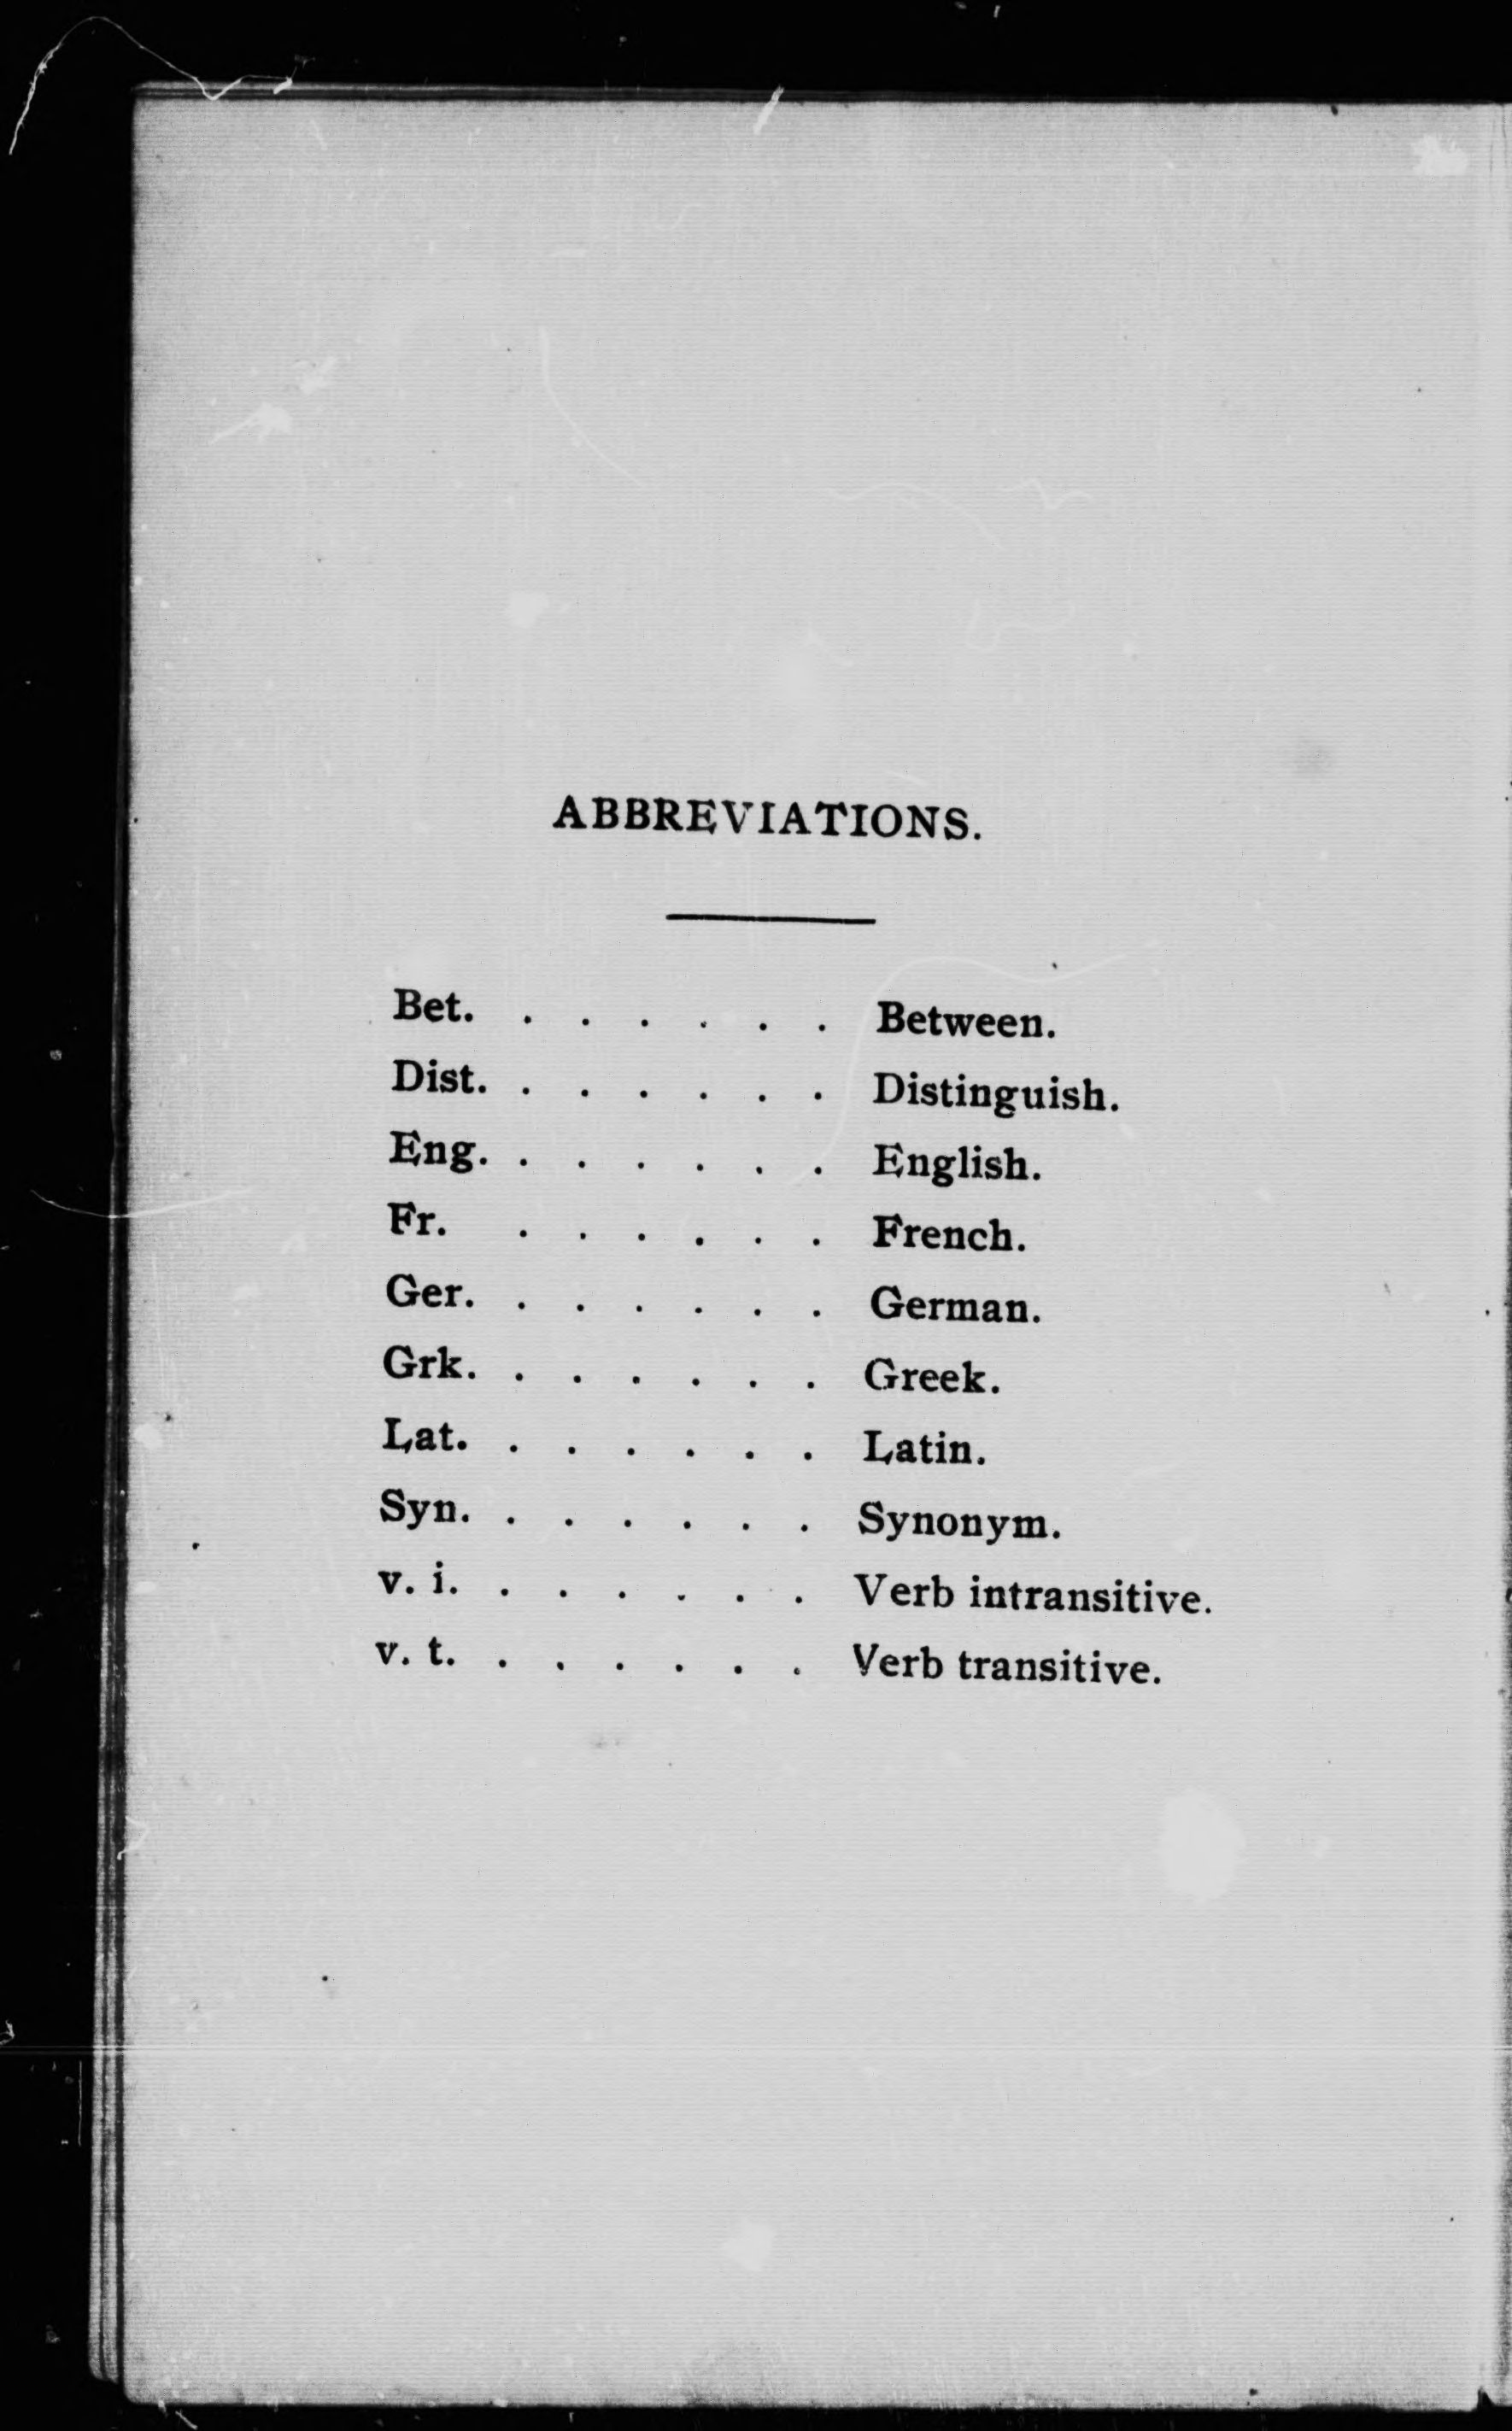 ABBREVIATIONS.
Bet. . . . . . . Between.
Dist. . . . . . . Distinguish.
Eng. . . . . . . English.
Fr. . . . . . . French.
Ger. . . . . . . German.
Grk. . . . . . . Greek.
Lat. . . . . . . Latin.
Syn. . . . . . . Synonym.
v. i. . . . . . . Verb intransitive.
v. t. . . . . . . Verb transitive.